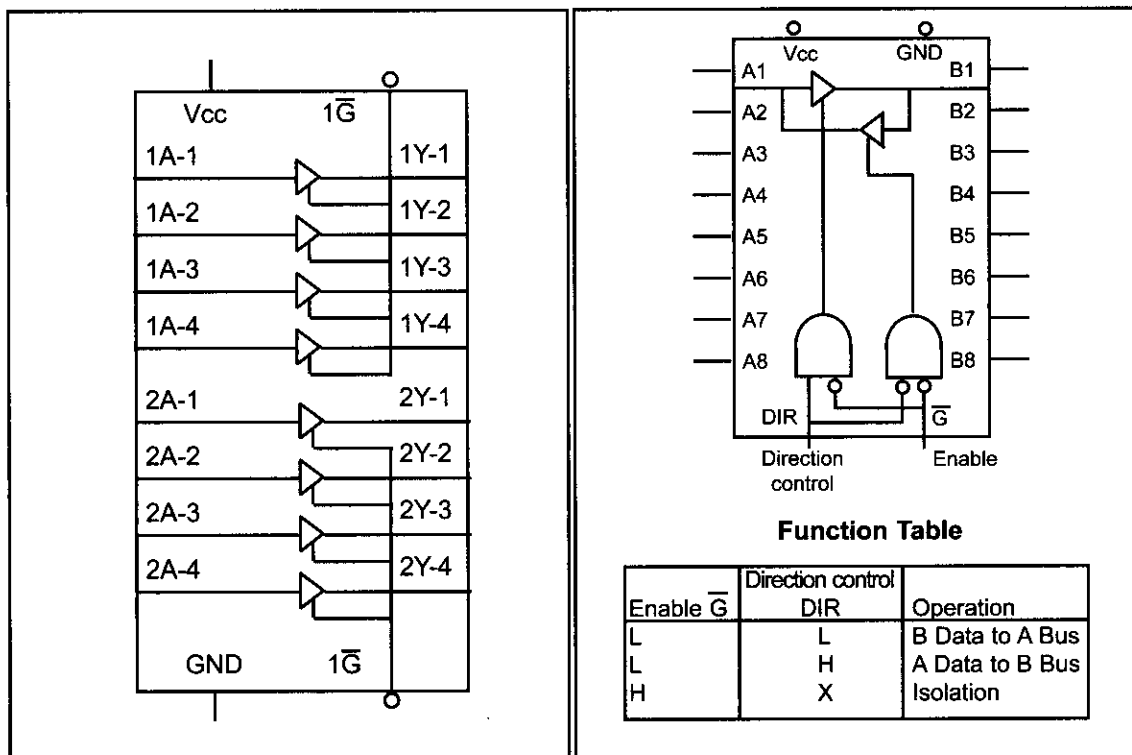 Vcc 1G̅
1A-1 1Y-1
1A-2 1Y-2
1A-3 1Y-3
1A-4 1Y-4
2A-1 2Y-1
2A-2 2Y-2
2A-3 2Y-3
2A-4 2Y-4
GND 1G̅
Vcc GND
A1 B1
A2 B2
A3 B3
A4 B4
A5 B5
A6 B6
A7 B7
A8 B8
DIR G̅
Direction Enable
control
Function Table
Direction control
Enable G̅ DIR Operation
L L B Data to A Bus
L H A Data to B Bus
H X Isolation